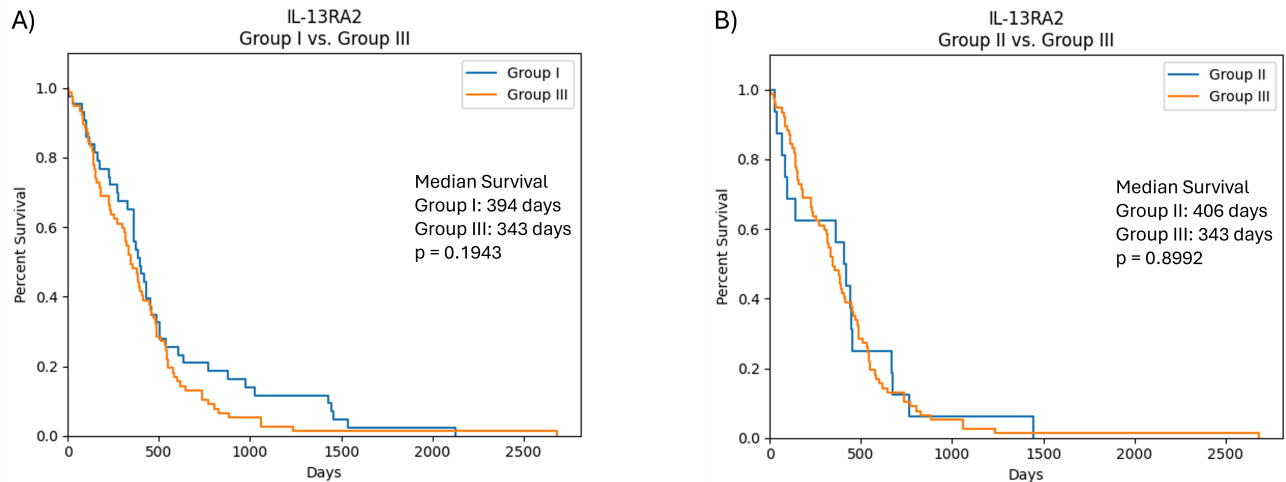 A)
IL-13RA2
Group I vs. Group III
Group I
Group III
Median Survival
Group I: 394 days
Group III: 343 days
p = 0.1943
Percent Survival
1.0
0.8
0.6
0.4
0.2
0.0
0
500
1000
1500
2000
2500
Days
B)
IL-13RA2
Group II vs. Group III
Group II
Group III
Median Survival
Group II: 406 days
Group III: 343 days
p = 0.8992
Percent Survival
1.0
0.8
0.6
0.4
0.2
0.0
0
500
1000
1500
2000
2500
Days